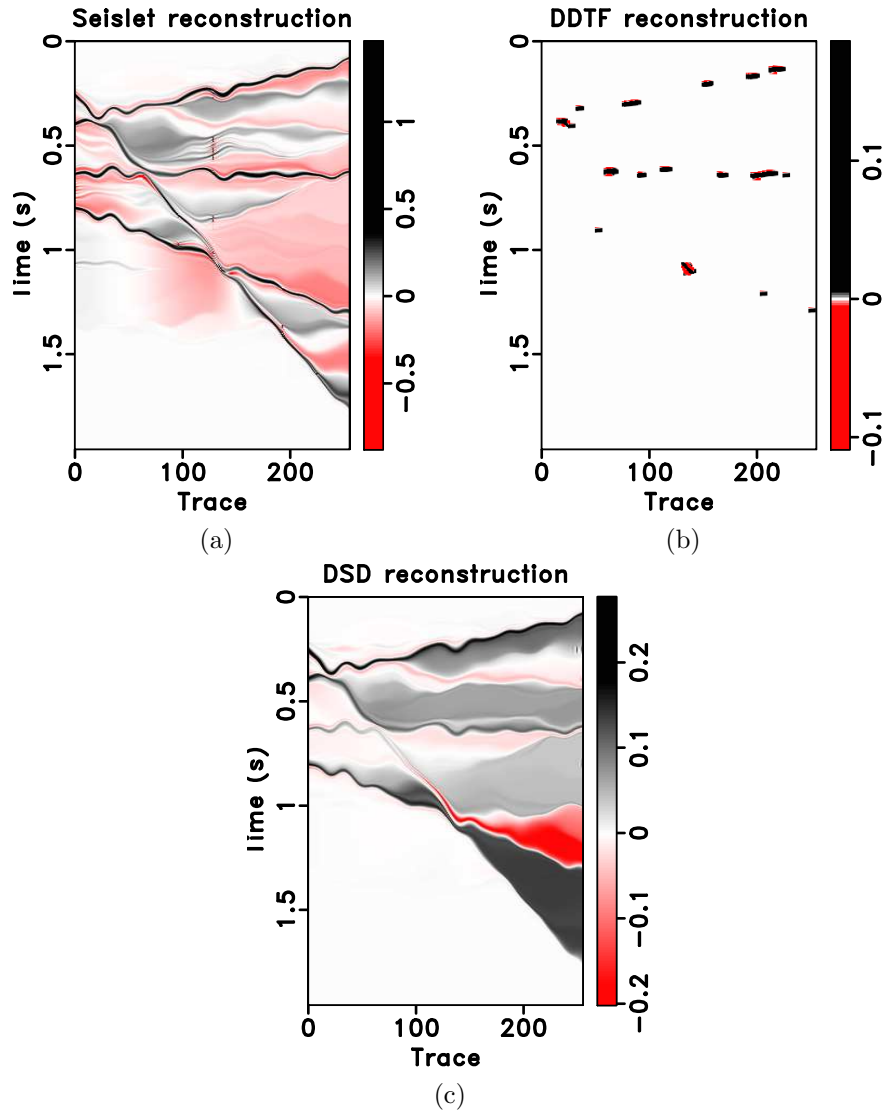 Seislet reconstruction
DDTF reconstruction
0
0.5
1
1.5
Time (s)
0 100 200
Trace
1
0.5
0
−0.5
(a)
0
0.5
1
1.5
Time (s)
0 100 200
Trace
0.1
0
−0.1
(b)
DSD reconstruction
0
0.5
1
1.5
Time (s)
0 100 200
Trace
0.2
0.1
0
−0.1
−0.2
(c)